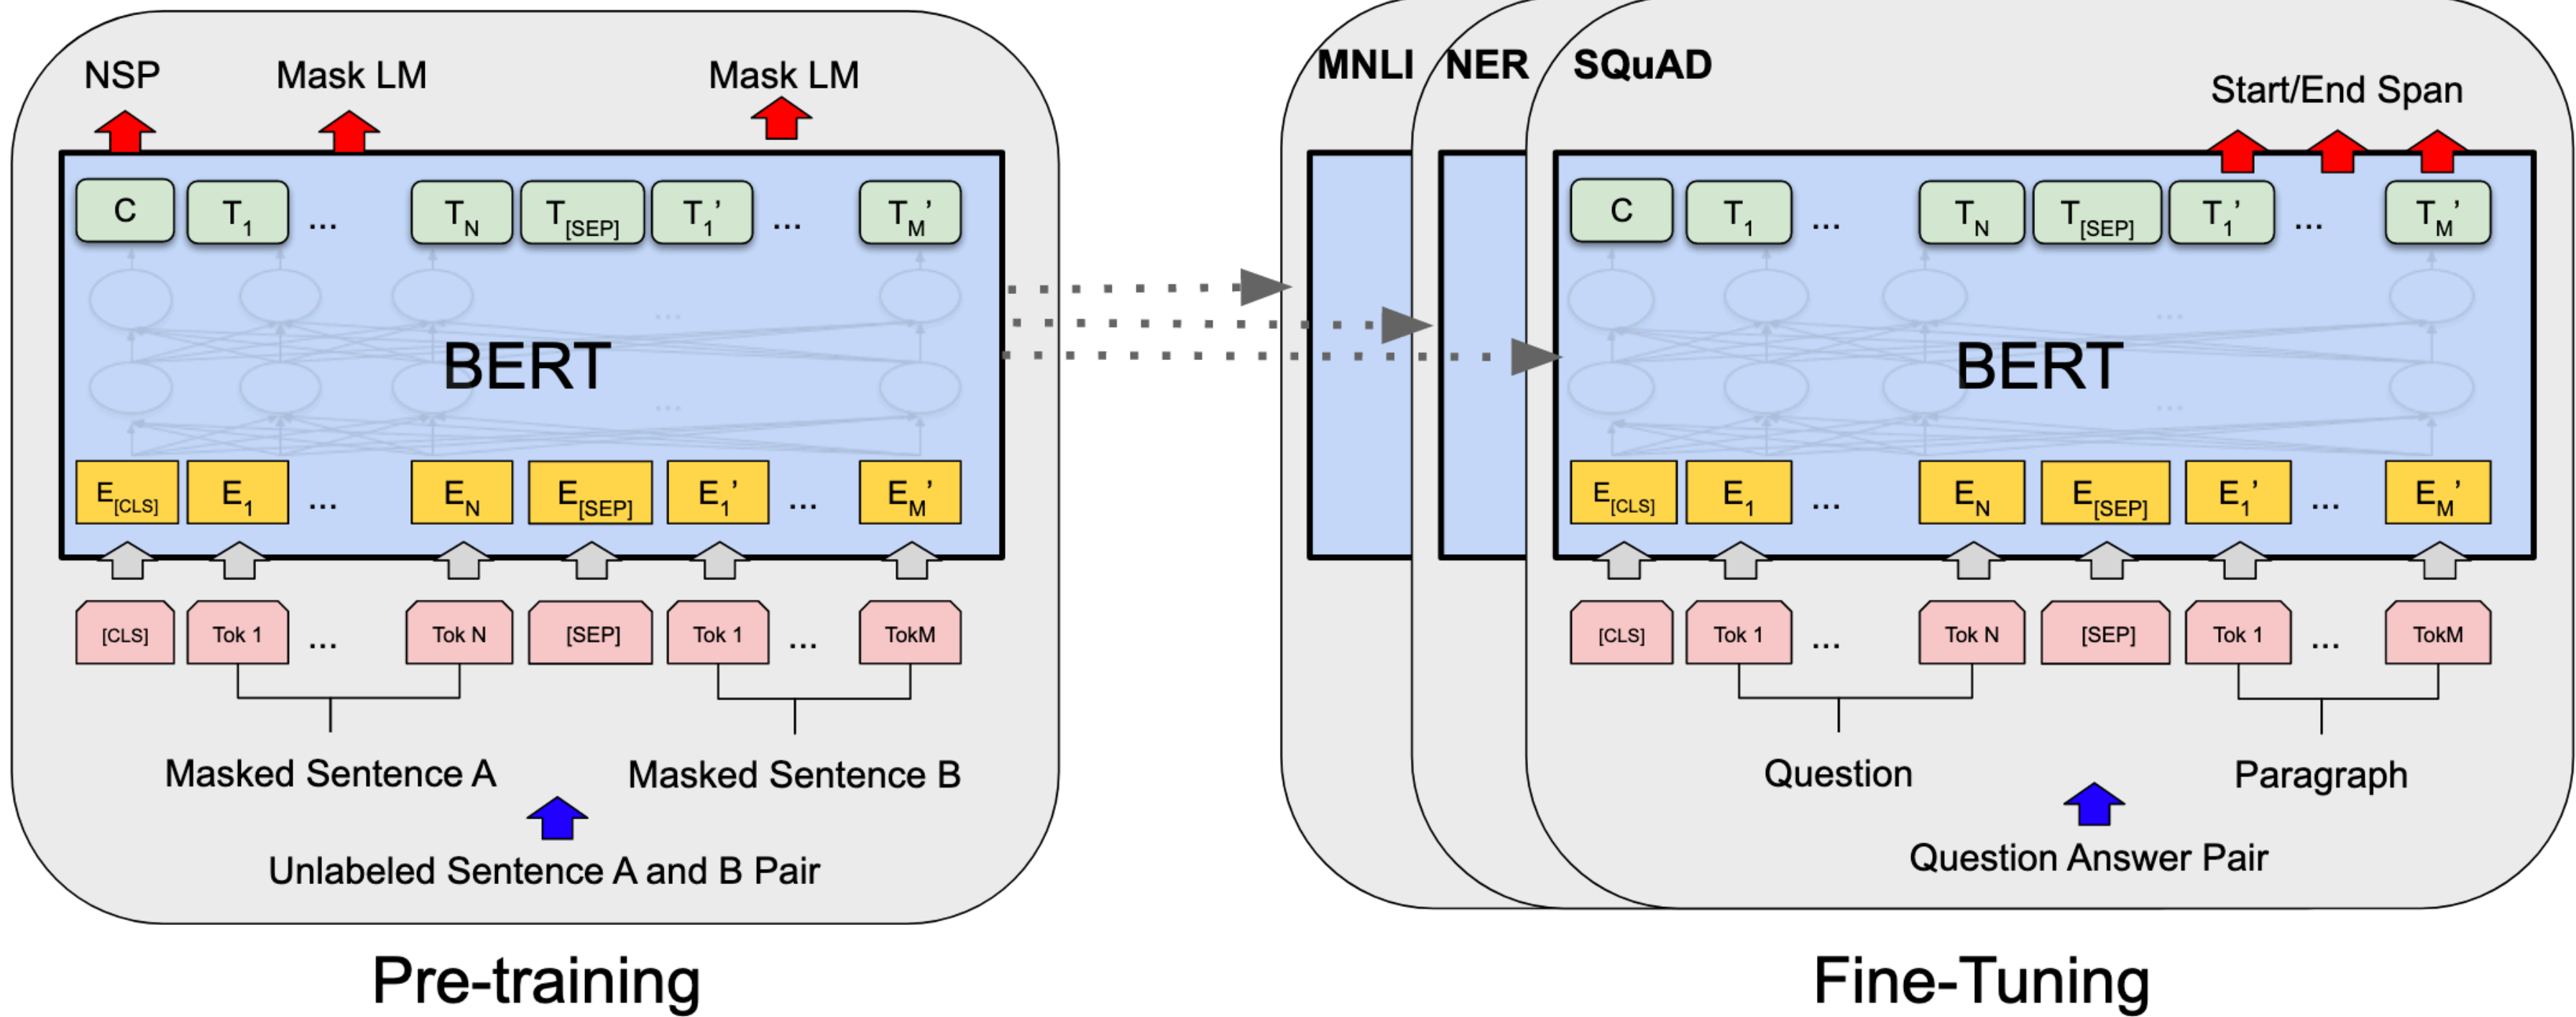 NSP Mask LM Mask LM
C T1 ... TN T[SEP] T1’ ... TM’
... 
BERT
...
E[CLS] E1 ... EN E[SEP] E1’ ... EM’
[CLS] Tok 1 ... Tok N [SEP] Tok 1 ... TokM
Masked Sentence A Masked Sentence B
Unlabeled Sentence A and B Pair
Pre-training
MNLI NER SQuAD
Start/End Span
C T1 ... TN T[SEP] T1’ ... TM’
...
BERT
...
E[CLS] E1 ... EN E[SEP] E1’ ... EM’
[CLS] Tok 1 ... Tok N [SEP] Tok 1 ... TokM
Question Paragraph
Question Answer Pair
Fine-Tuning